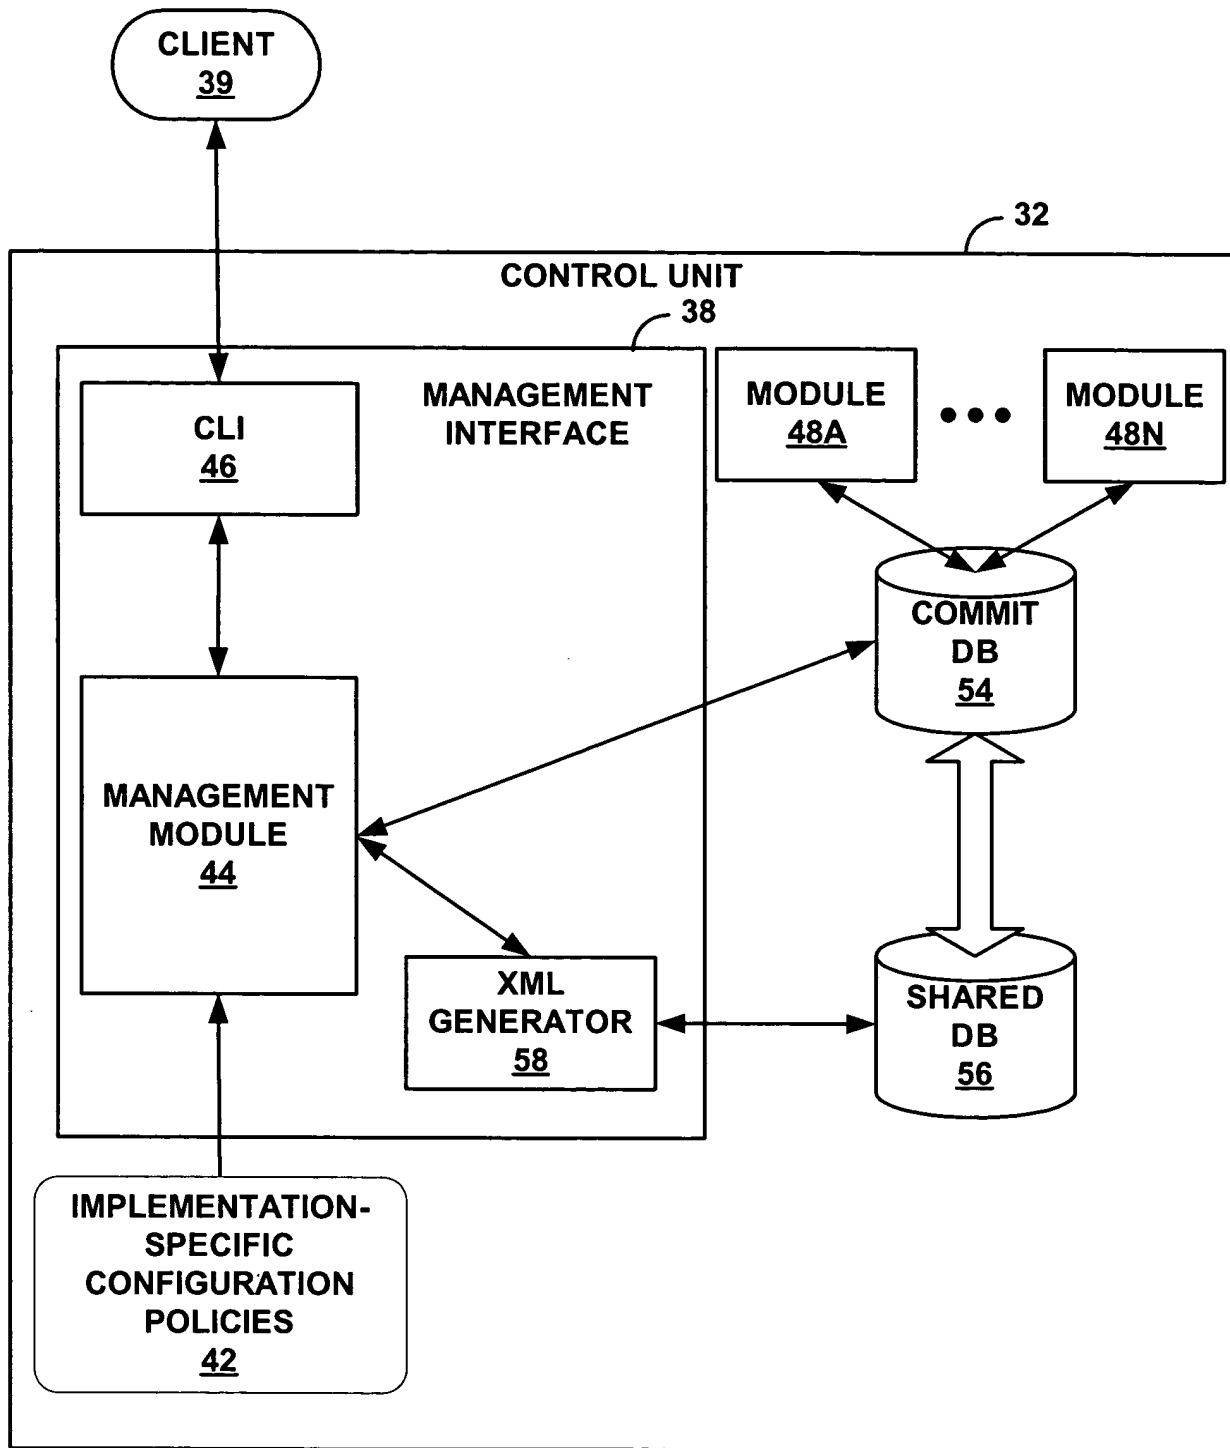 CLIENT
39
32
CONTROL UNIT
38
MANAGEMENT
INTERFACE
CLI
46
MODULE
48A
MODULE
48N
COMMIT
DB
54
MANAGEMENT
MODULE
44
XML
GENERATOR
58
SHARED
DB
56
IMPLEMENTATION-
SPECIFIC
CONFIGURATION
POLICIES
42